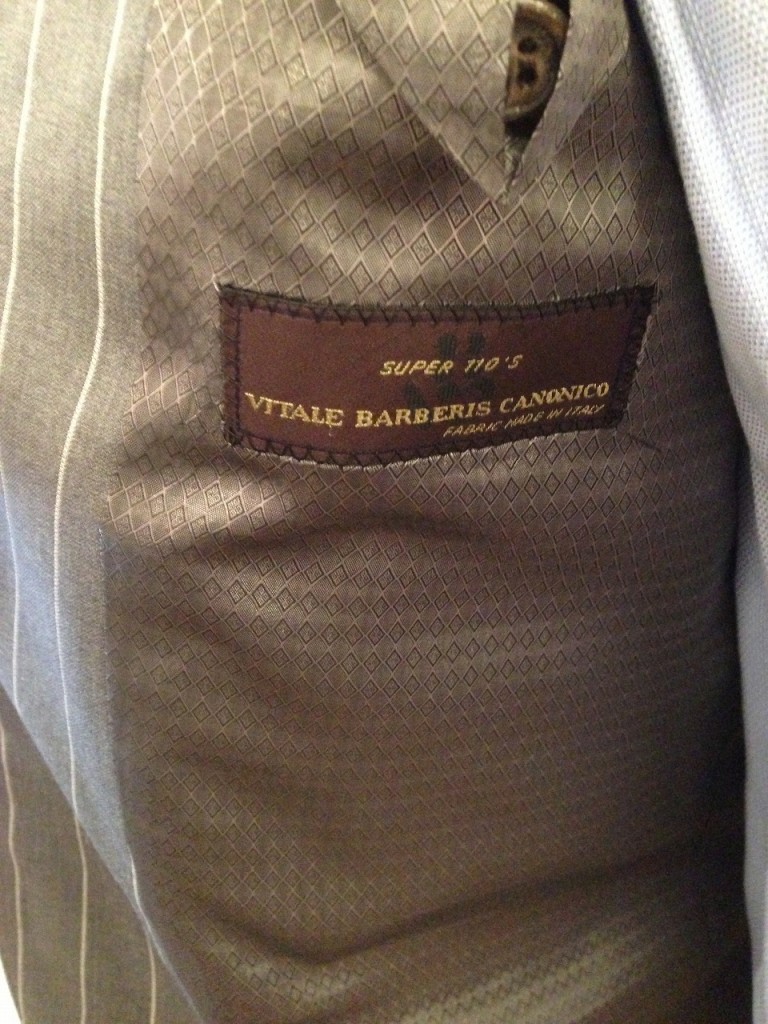 SUPER 110'S
VITALE BARBERIS CANONICO
FABRIC MADE IN ITALY